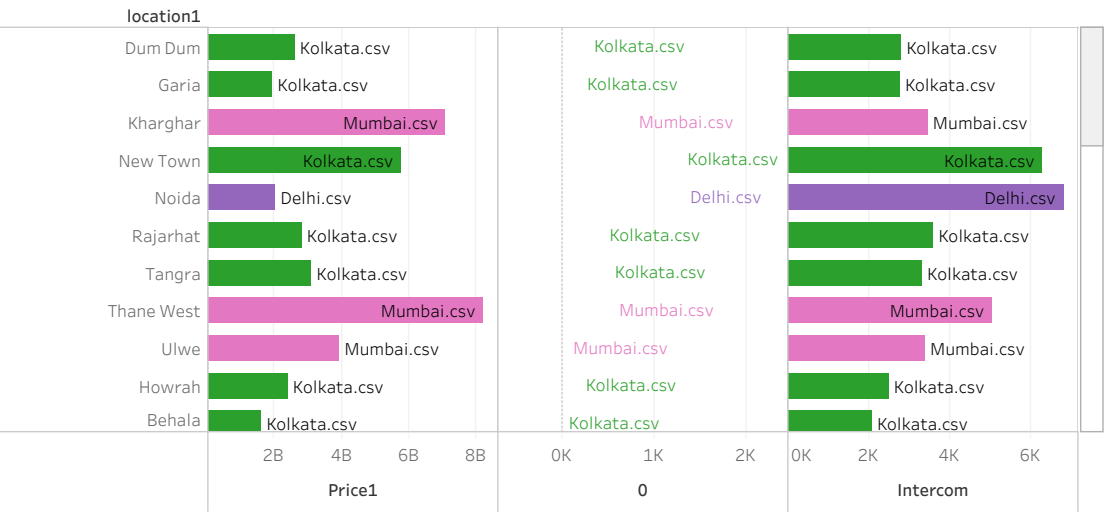 location1
Dum Dum Kolkata.csv Kolkata.csv Kolkata.csv
Garia Kolkata.csv Kolkata.csv Kolkata.csv
Kharghar Mumbai.csv Mumbai.csv Mumbai.csv
New Town Kolkata.csv Kolkata.csv Kolkata.csv
Noida Delhi.csv Delhi.csv Delhi.csv
Rajarhat Kolkata.csv Kolkata.csv Kolkata.csv
Tangra Kolkata.csv Kolkata.csv Kolkata.csv
Thane West Mumbai.csv Mumbai.csv Mumbai.csv
Ulwe Mumbai.csv Mumbai.csv Mumbai.csv
Howrah Kolkata.csv Kolkata.csv Kolkata.csv
Behala Kolkata.csv Kolkata.csv Kolkata.csv
2B 4B 6B 8B 0K 1K 2K 0K 2K 4K 6K
Price1 0 Intercom